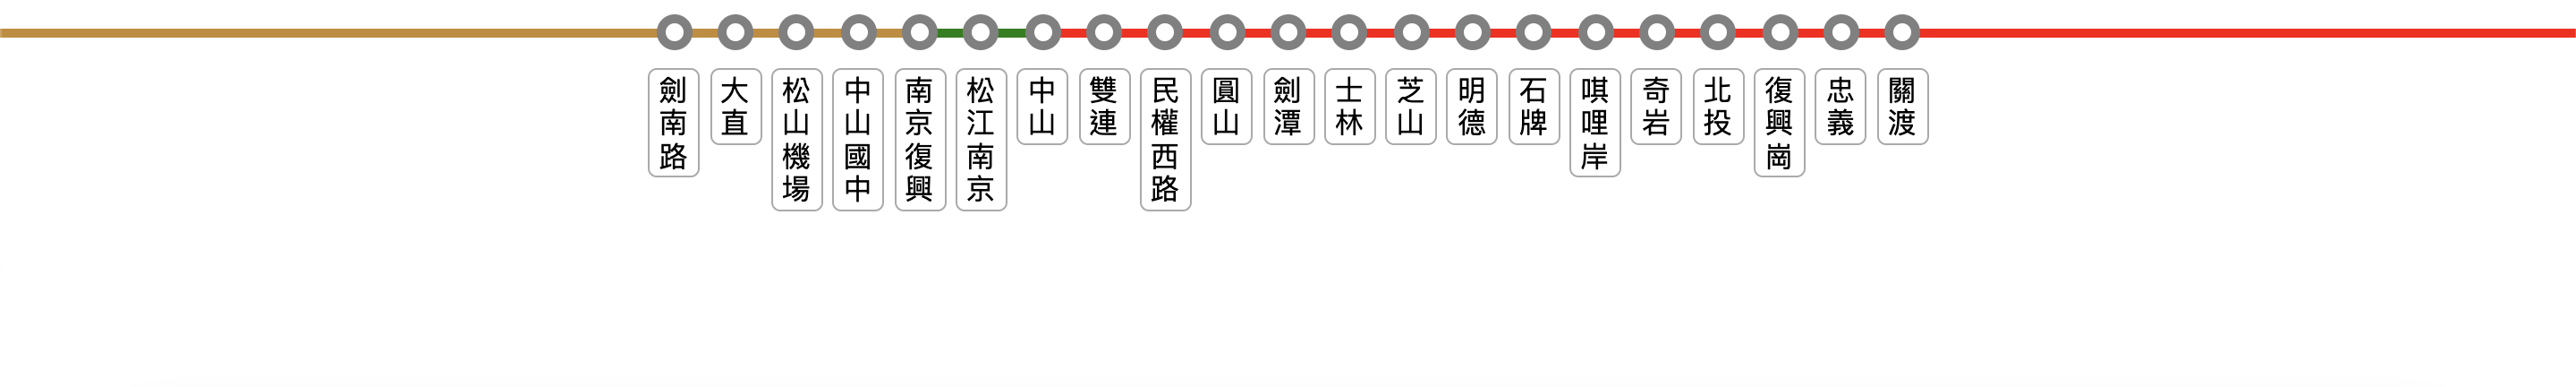 劍南路
大直
松山機場
中山國中
南京復興
松江南京
中山
雙連
民權西路
圓山
劍潭
士林
芝山
明德
石牌
唭哩岸
奇岩
北投
復興崗
忠義
關渡